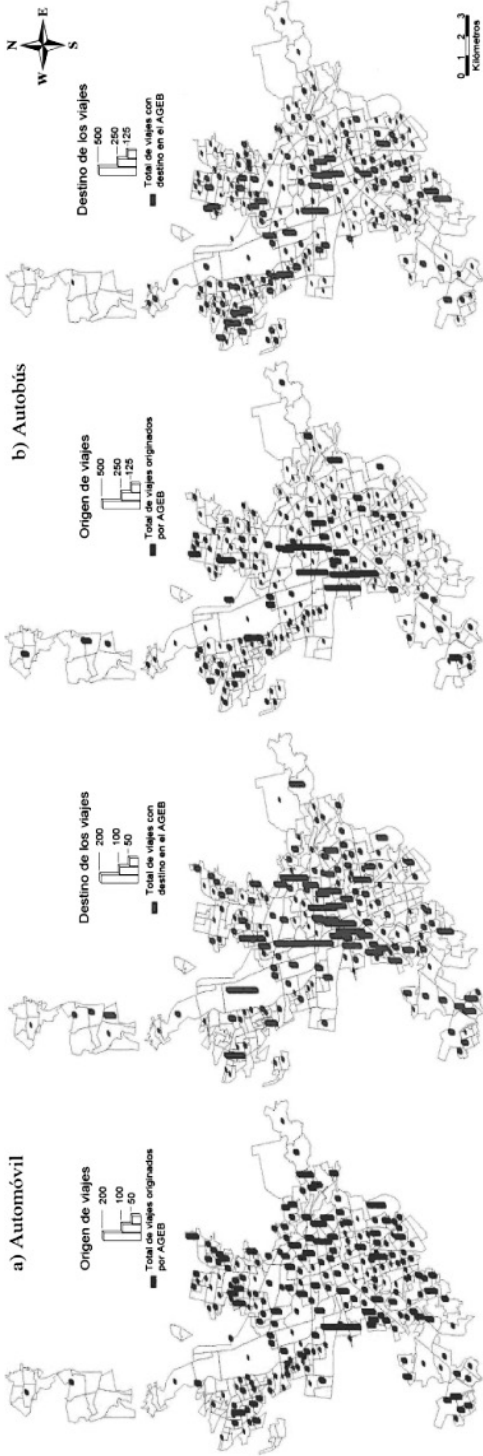 a) Automóvil
Origen de viajes
200
100
50
Total de viajes originados
por AGEB
Destino de los viajes
200
100
50
Total de viajes con
destino en el AGEB
b) Autobús
Origen de viajes
500
250
125
Total de viajes originados
por AGEB
Destino de los viajes
500
250
125
Total de viajes con
destino en el AGEB
N
W
E
S
0 1 2 3
Kilómetros